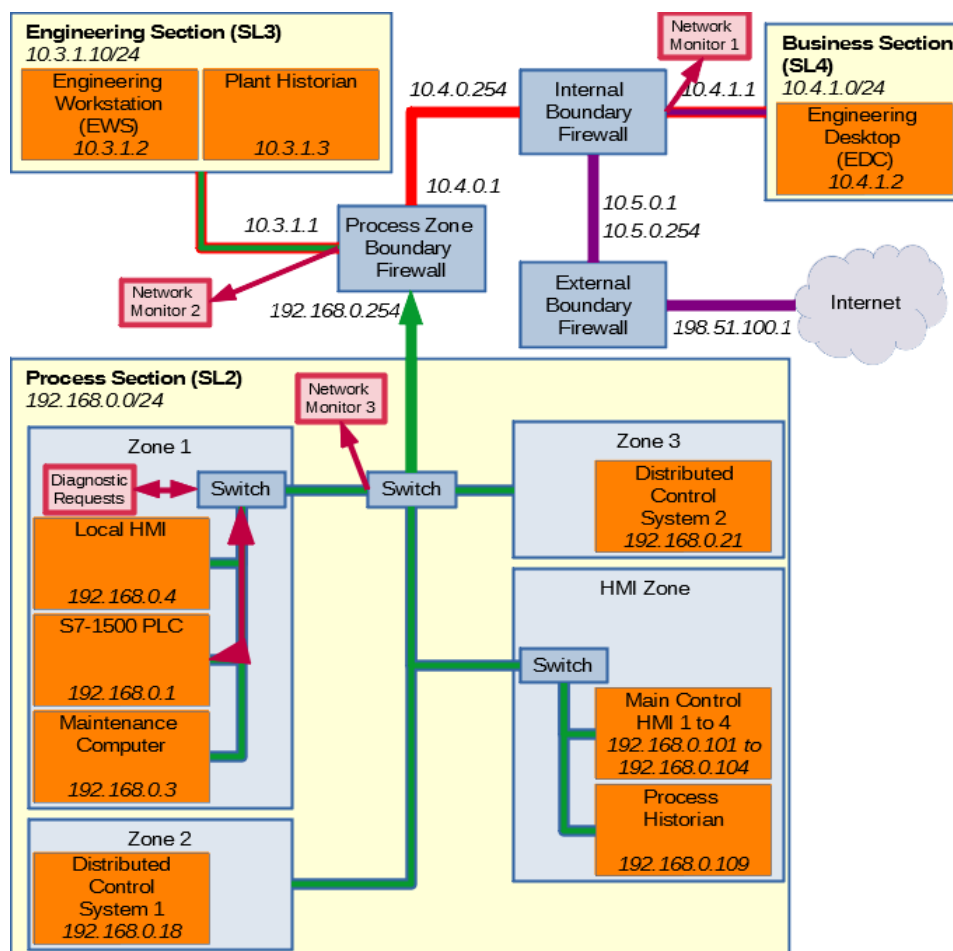 Engineering Section (SL3)
10.3.1.10/24
Engineering
Workstation
(EWS)
10.3.1.2
Plant Historian
10.3.1.3
Network
Monitor 1
Business Section
(SL4)
10.4.1.0/24
Engineering
Desktop
(EDC)
10.4.1.2
10.4.0.254
Internal
Boundary
Firewall
10.4.1.1
10.4.0.1
10.3.1.1
Process Zone
Boundary
Firewall
10.5.0.1
10.5.0.254
Network
Monitor 2
192.168.0.254
External
Boundary
Firewall
198.51.100.1
Internet
Process Section (SL2)
192.168.0.0/24
Network
Monitor 3
Zone 1
Diagnostic
Requests
Switch
Switch
Local HMI
192.168.0.4
S7-1500 PLC
192.168.0.1
Maintenance
Computer
192.168.0.3
Zone 3
Distributed
Control
System 2
192.168.0.21
HMI Zone
Switch
Main Control
HMI 1 to 4
192.168.0.101 to
192.168.0.104
Process
Historian
192.168.0.109
Zone 2
Distributed
Control
System 1
192.168.0.18